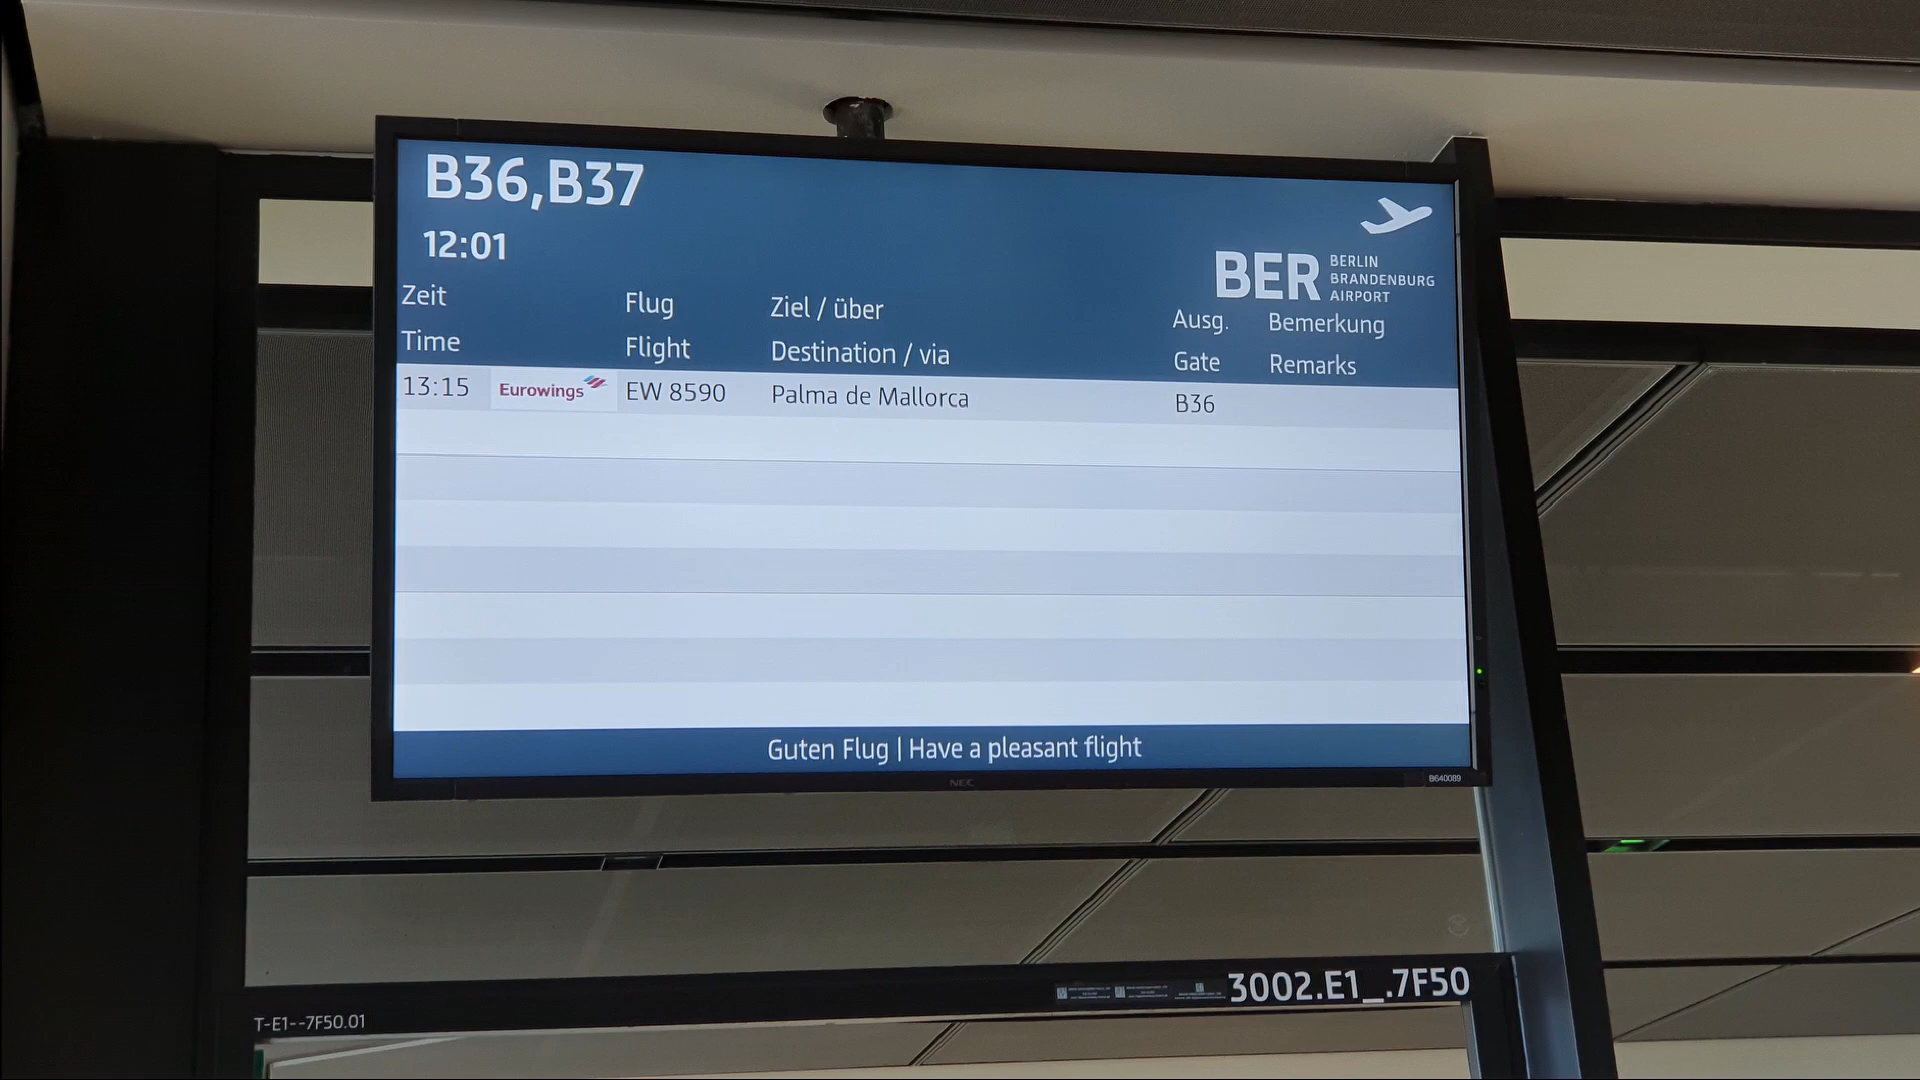 B36,B37
12:01
BER BERLIN BRANDENBURG AIRPORT
Zeit Flug Ziel / über Ausg. Bemerkung
Time Flight Destination / via Gate Remarks
13:15 Eurowings EW 8590 Palma de Mallorca B36
Guten Flug | Have a pleasant flight
NEC B640089
3002.E1_.7F50
T-E1--7F50.01